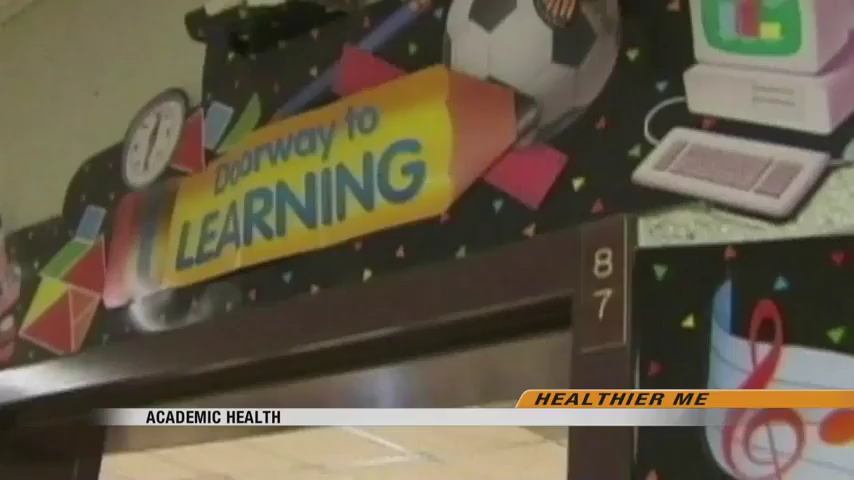 Doorway to
LEARNING
8
7
HEALTHIER ME
ACADEMIC HEALTH